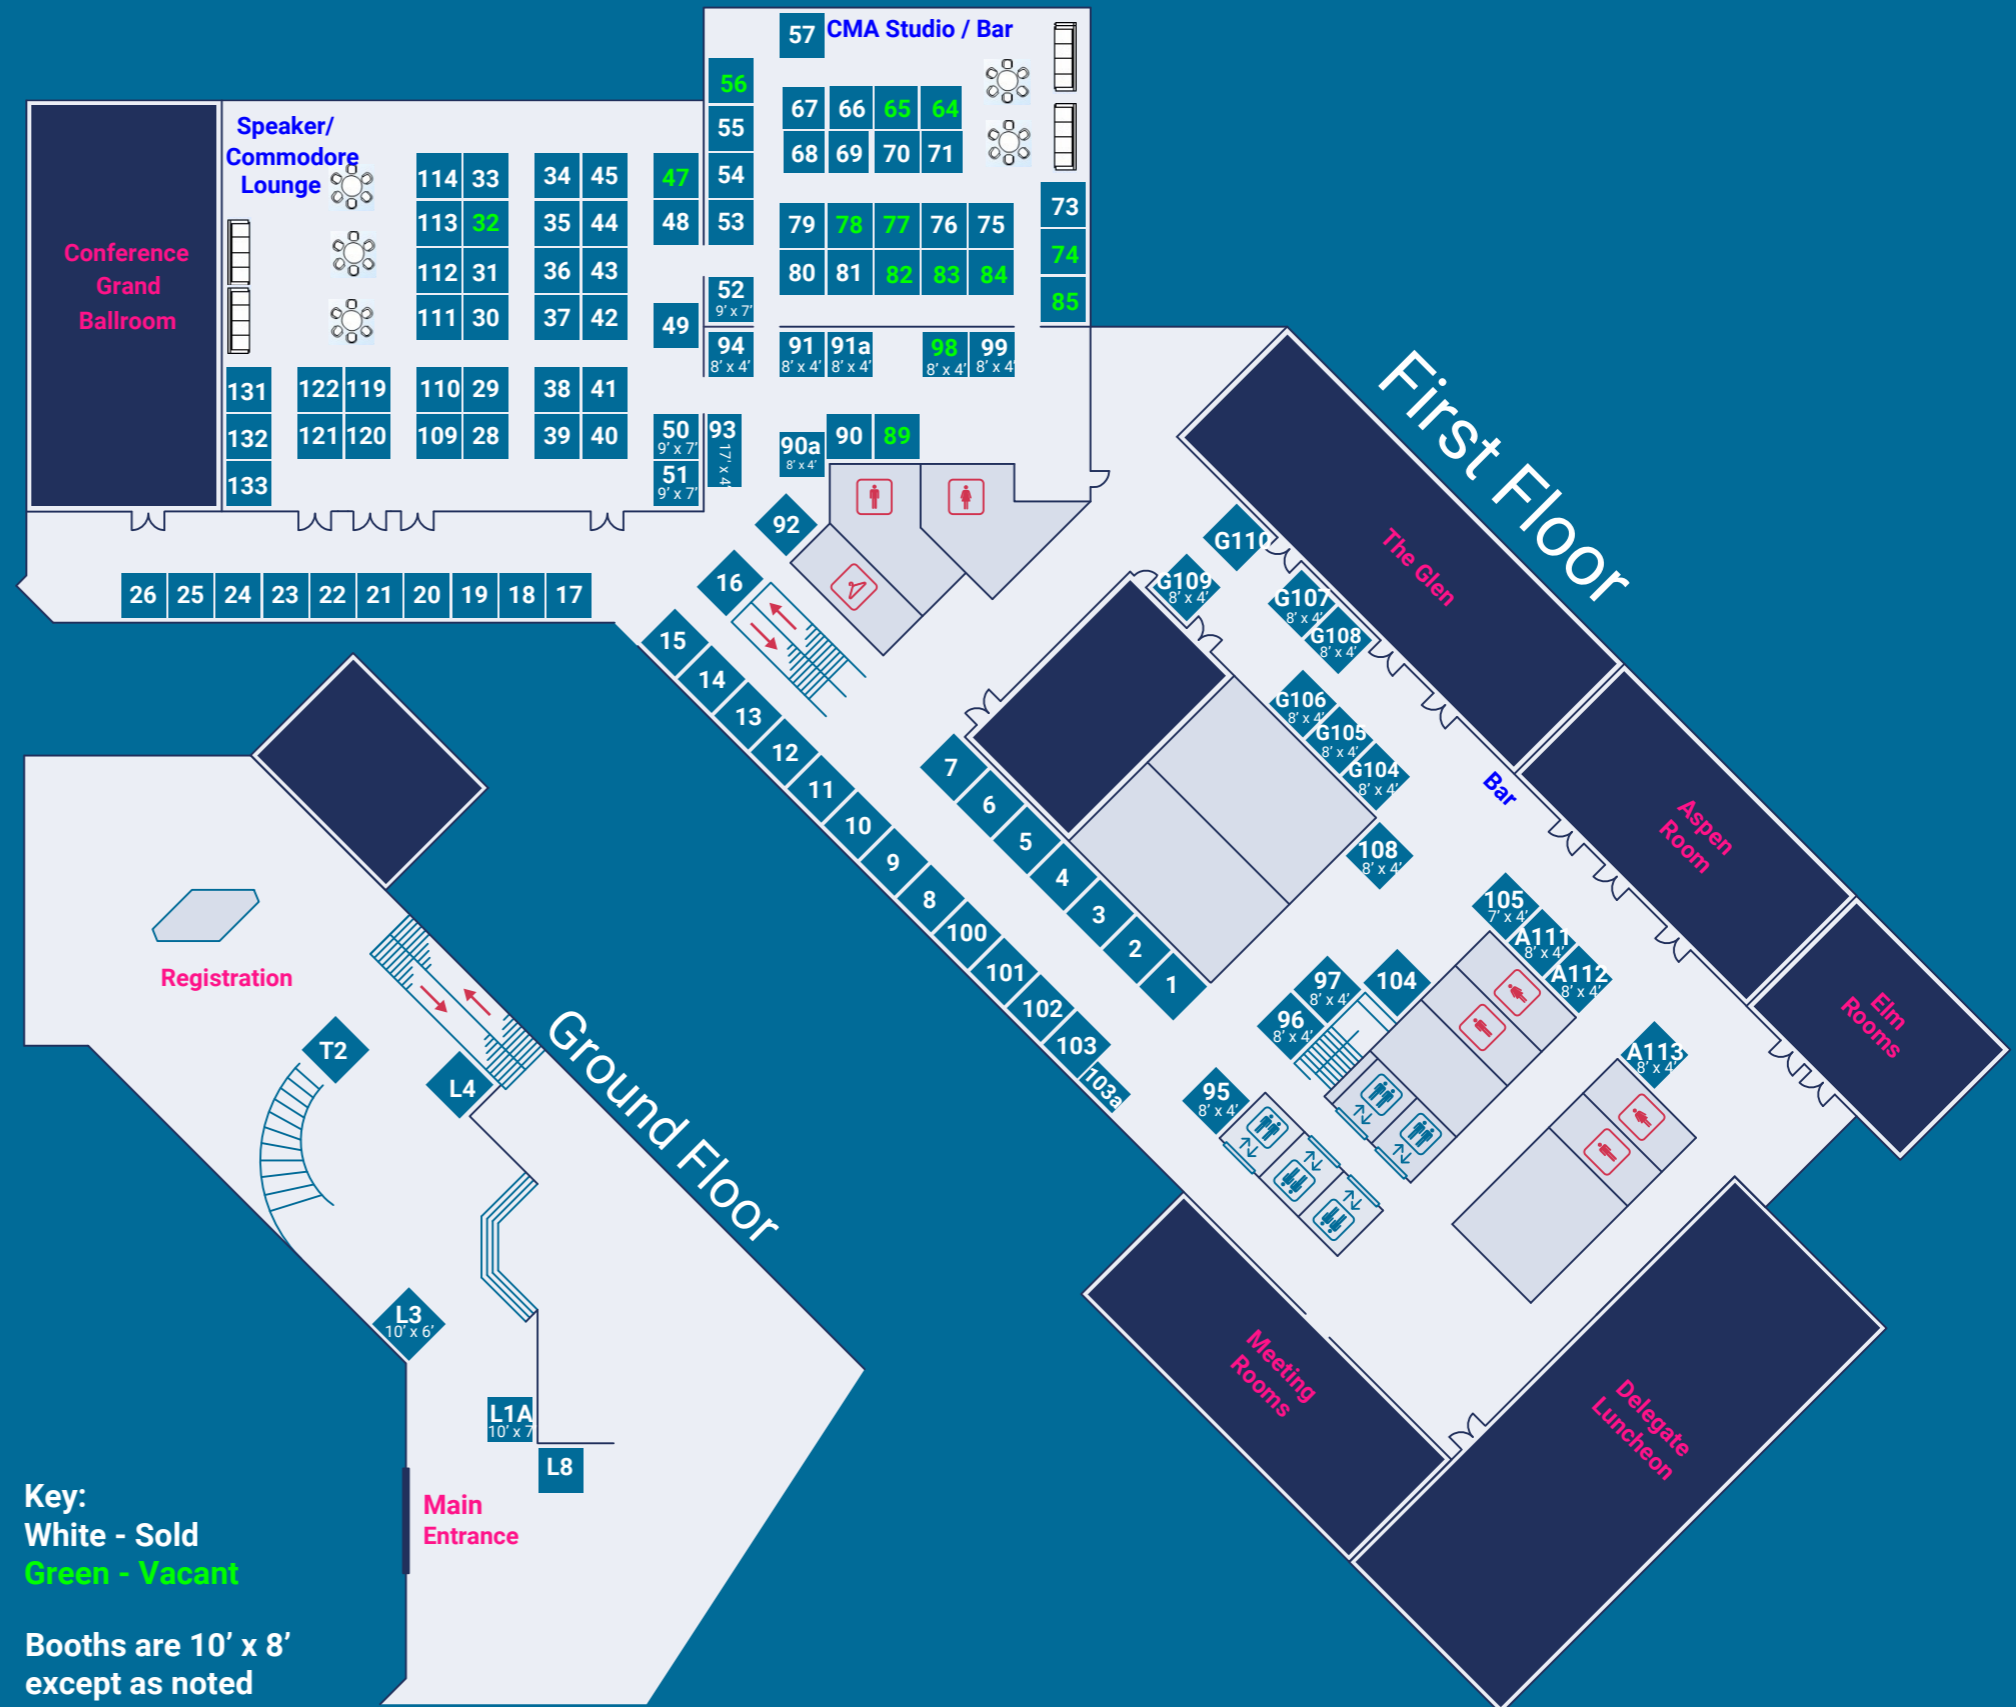 57 CMA Studio / Bar
56
67 66 65 64
55
68 69 70 71
Speaker/
Commodore
Lounge
114 33 34 45 47 54
73
113 32 35 44 48 53
79 78 77 76 75
74
Conference
Grand
Ballroom
112 31 36 43
80 81 82 83 84
52
9’ x 7’
85
111 30 37 42 49
94
8’ x 4’
91
8’ x 4’
91a
8’ x 4’
98
8’ x 4’
99
8’ x 4’
131 122 119 110 29 38 41
132 121 120 109 28 39 40
50
9’ x 7’
93
17’ x 4’
90a
8’ x 4’
90 89
133
51
9’ x 7’
92
16
26 25 24 23 22 21 20 19 18 17
First Floor
The Glen
G110
G109
8’ x 4’
G107
8’ x 4’
G108
8’ x 4’
G106
8’ x 4’
G105
8’ x 4’
G104
8’ x 4’
Bar
108
8’ x 4’
Aspen
Room
15
14
13
12
11
10
9
8
100
101
102
103
103a
7
6
5
4
3
2
1
105
7’ x 4’
A111
8’ x 4’
A112
8’ x 4’
104
97
8’ x 4’
96
8’ x 4’
95
8’ x 4’
A113
8’ x 4’
Elm
Rooms
Meeting
Rooms
Delegate
Luncheon
Registration
Ground Floor
T2
L4
L3
10’ x 6’
L1A
10’ x 7
L8
Main
Entrance
Key:
White - Sold
Green - Vacant
Booths are 10’ x 8’
except as noted